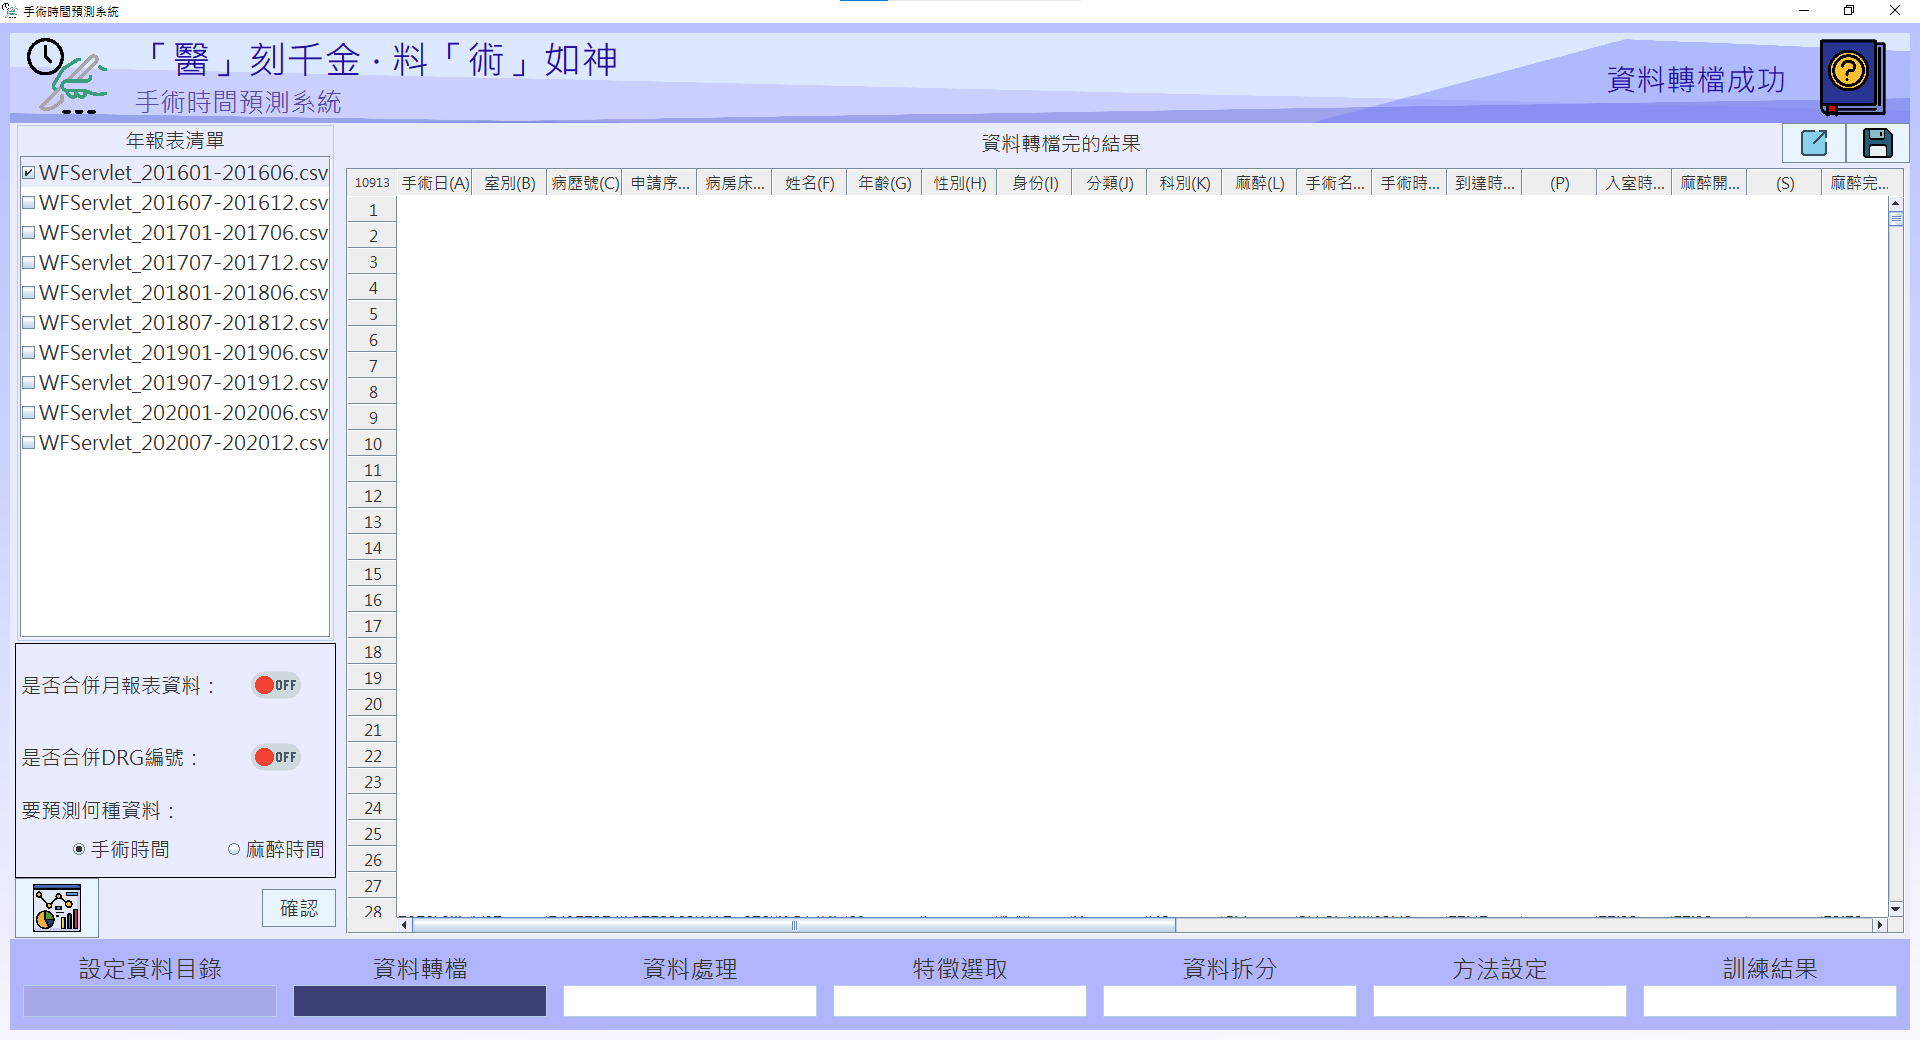 手術時間預測系統
「醫」刻千金·料「術」如神
手術時間預測系統
資料轉檔成功
年報表清單
WFServlet_201601-201606.csv
WFServlet_201607-201612.csv
WFServlet_201701-201706.csv
WFServlet_201707-201712.csv
WFServlet_201801-201806.csv
WFServlet_201807-201812.csv
WFServlet_201901-201906.csv
WFServlet_201907-201912.csv
WFServlet_202001-202006.csv
WFServlet_202007-202012.csv
是否合併月報表資料：
OFF
是否合併DRG編號：
OFF
要預測何種資料：
手術時間 麻醉時間
確認
資料轉檔完的結果
10913 手術日(A) 室別(B) 病歷號(C) 申請序... 病房床... 姓名(F) 年齡(G) 性別(H) 身份(I) 分類(J) 科別(K) 麻醉(L) 手術名... 手術時... 到達時... (P) 入室時... 麻醉開... (S) 麻醉完...
1
2
3
4
5
6
7
8
9
10
11
12
13
14
15
16
17
18
19
20
21
22
23
24
25
26
27
28
設定資料目錄 資料轉檔 資料處理 特徵選取 資料拆分 方法設定 訓練結果